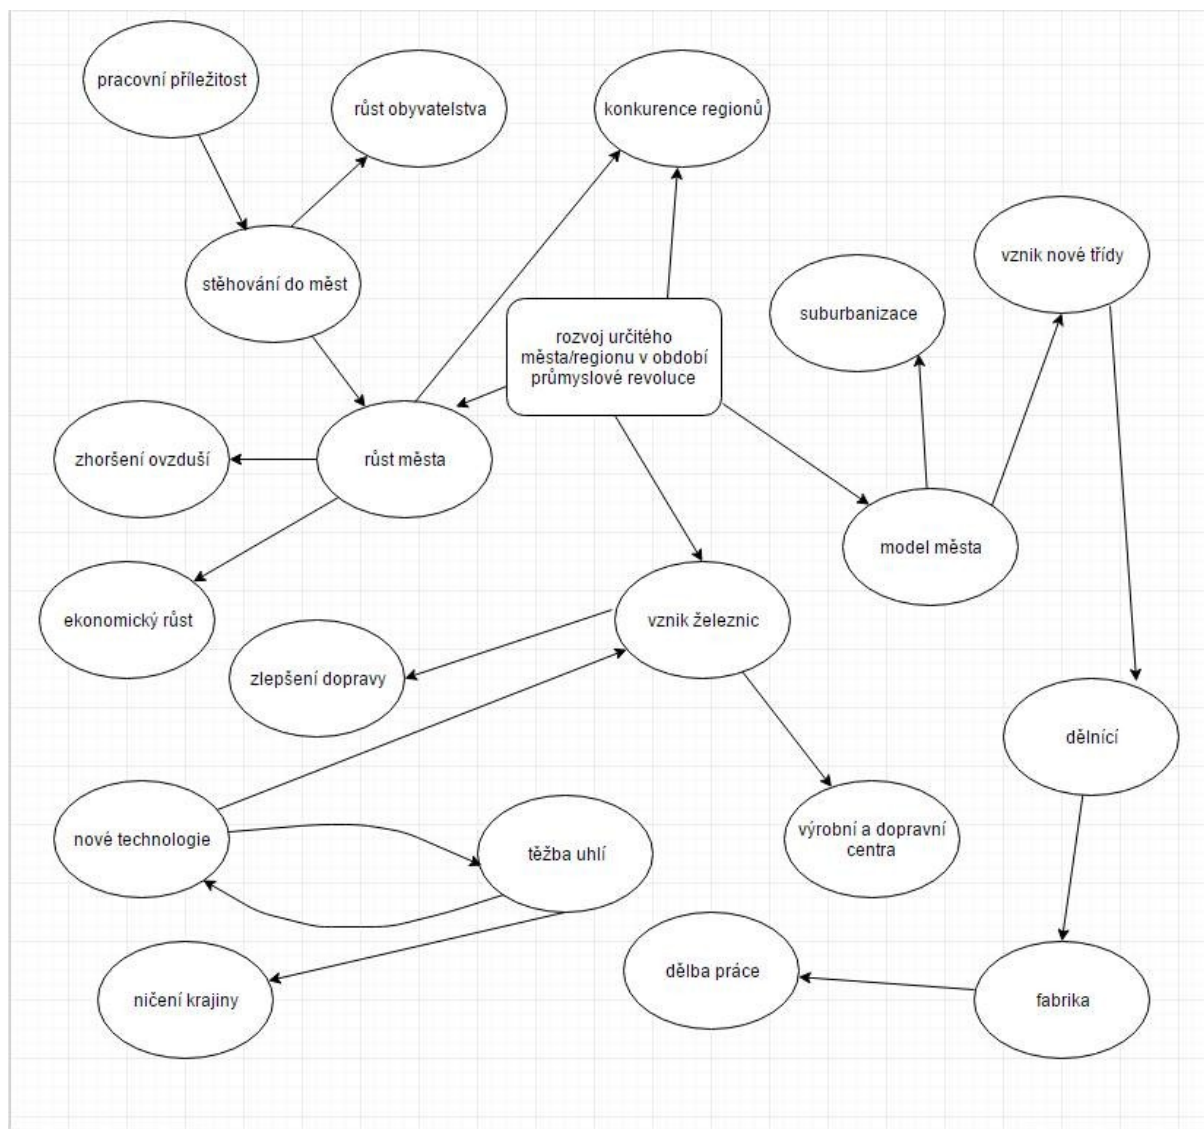 pracovní příležitost
růst obyvatelstva
konkurence regionů
vznik nové třídy
stěhování do měst
suburbanizace
rozvoj určitého
města/regionu v období
průmyslové revoluce
zhoršení ovzduší
růst města
model města
ekonomický růst
vznik železnic
zlepšení dopravy
dělnící
nové technologie
těžba uhlí
výrobní a dopravní
centra
dělba práce
ničení krajiny
fabrika